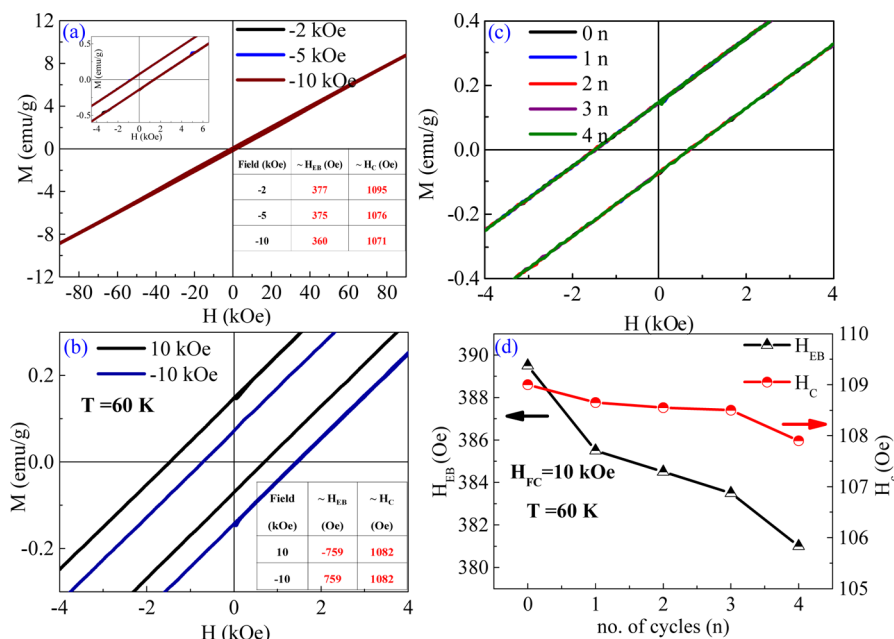 (a)
-2 kOe
-5 kOe
-10 kOe
M (emu/g)
12
8
4
0
-4
-8
-12
-80 -60 -40 -20 0 20 40 60 80
H (kOe)
M (emu/g)
0.5
0.0
-0.5
-4 -2 0 2 4 6
H (kOe)
Field (kOe) ~ H_EB (Oe) ~ H_C (Oe)
-2 377 1095
-5 375 1076
-10 360 1071
(c)
0 n
1 n
2 n
3 n
4 n
M (emu/g)
0.4
0.2
0.0
-0.2
-0.4
-4 -2 0 2 4
H (kOe)
(b)
10 kOe
-10 kOe
T =60 K
M (emu/g)
0.2
0.0
-0.2
-4 -2 0 2 4
H (kOe)
Field ~ H_EB ~ H_C
(kOe) (Oe) (Oe)
10 -759 1082
-10 759 1082
(d)
H_EB
H_C
H_FC=10 kOe
T =60 K
H_EB (Oe)
390
388
386
384
382
380
0 1 2 3 4
no. of cycles (n)
110
109
108
107
106
105
H_c (Oe)